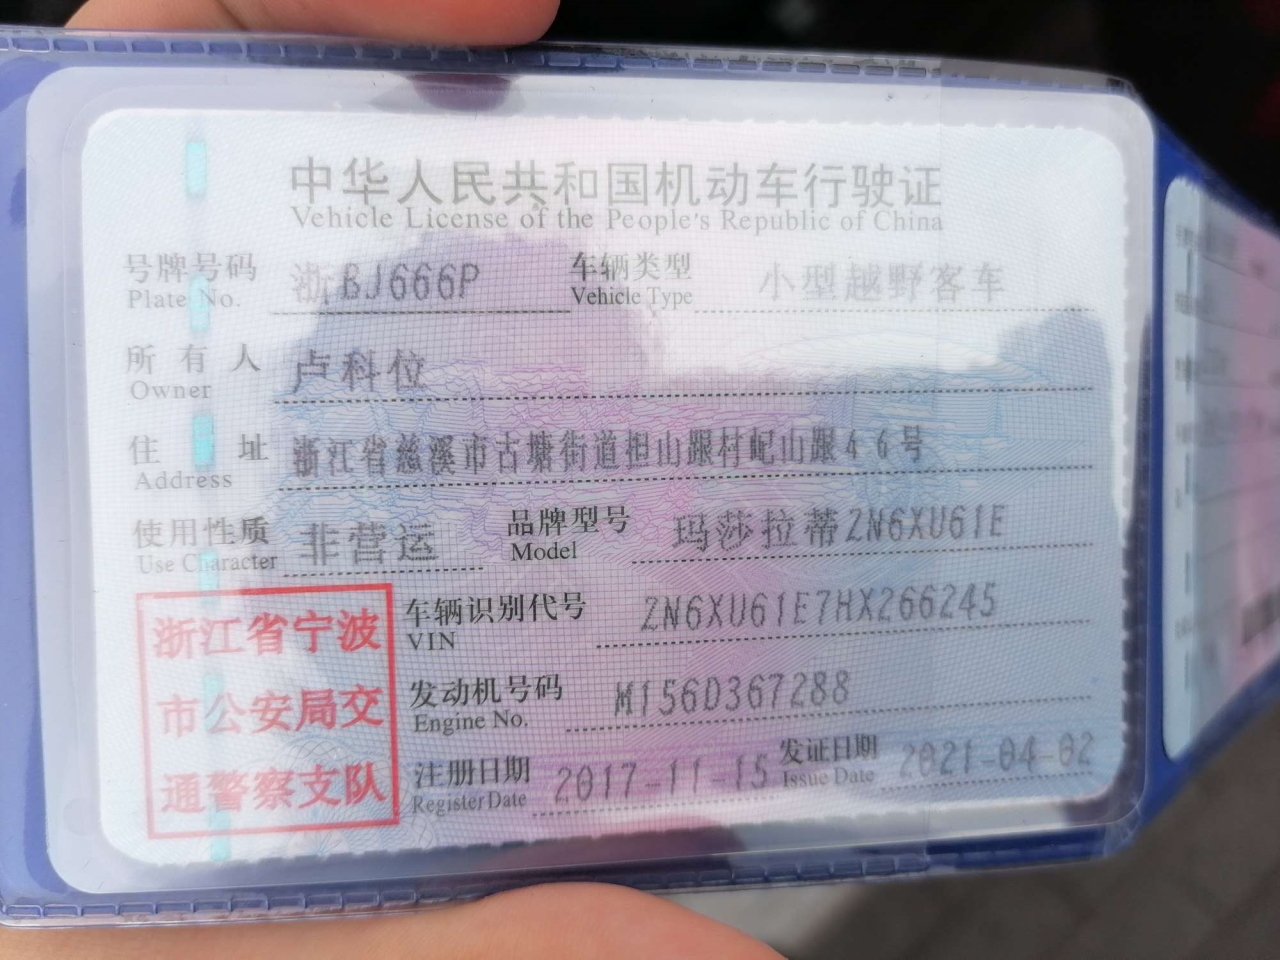 中华人民共和国机动车行驶证
Vehicle License of the People's Republic of China
号牌号码 浙BJ666P 车辆类型 小型越野客车
Plate No. Vehicle Type
所有人 卢科位
Owner
住址 浙江省慈溪市古塘街道担山跟村屺山跟46号
Address
使用性质 非营运 品牌型号 玛莎拉蒂ZN6XU61E
Use Character Model
浙江省宁波
市公安局交
通警察支队
车辆识别代号 ZN6XU61E7HX266245
VIN
发动机号码 M156D367288
Engine No.
注册日期 2017-11-15 发证日期 2021-04-02
Register Date Issue Date